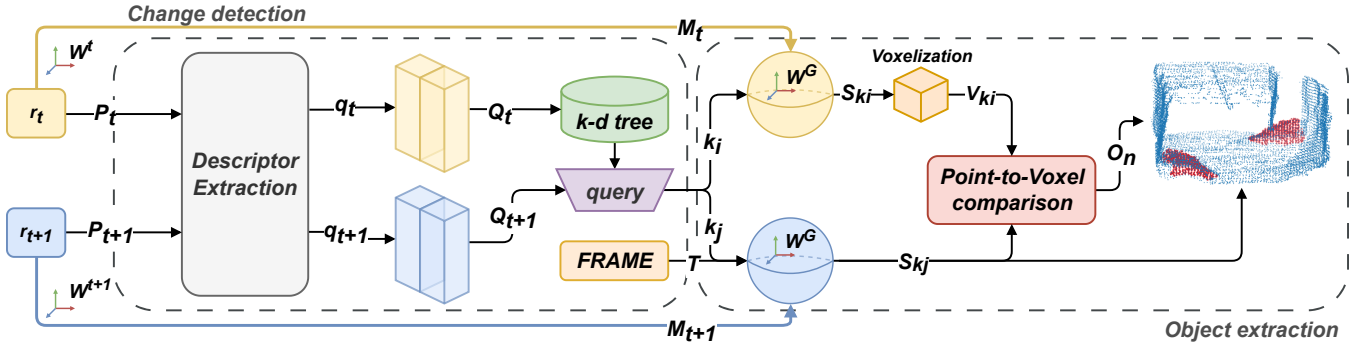 Change detection
W^t
r_t
P_t
Descriptor
Extraction
q_t
Q_t
k-d tree
query
M_t
W^G
S_ki
Voxelization
V_ki
k_i
Point-to-Voxel
comparison
O_n
r_t+1
P_t+1
q_t+1
Q_t+1
W^t+1
FRAME
T
k_j
W^G
S_kj
M_t+1
Object extraction